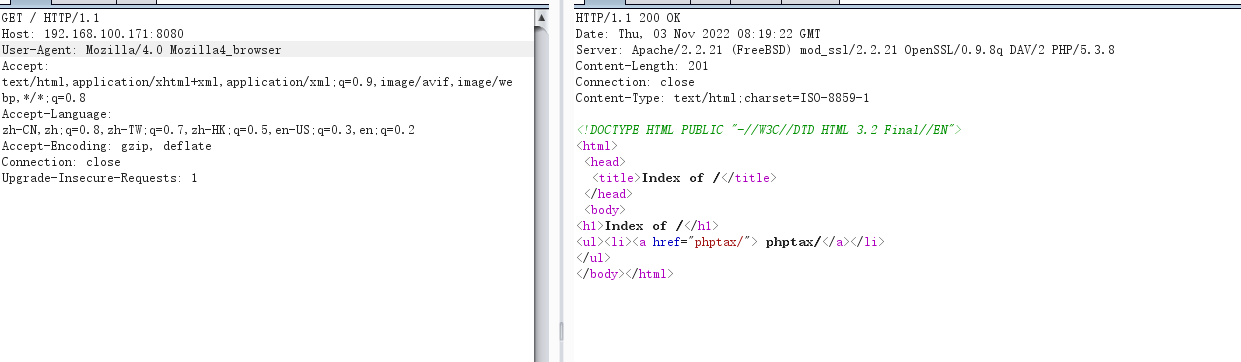 GET / HTTP/1.1
Host: 192.168.100.171:8080
User-Agent: Mozilla/4.0 Mozilla4_browser
Accept:
text/html,application/xhtml+xml,application/xml;q=0.9,image/avif,image/we
bp,*/*;q=0.8
Accept-Language:
zh-CN,zh;q=0.8,zh-TW;q=0.7,zh-HK;q=0.5,en-US;q=0.3,en;q=0.2
Accept-Encoding: gzip, deflate
Connection: close
Upgrade-Insecure-Requests: 1
HTTP/1.1 200 OK
Date: Thu, 03 Nov 2022 08:19:22 GMT
Server: Apache/2.2.21 (FreeBSD) mod_ssl/2.2.21 OpenSSL/0.9.8q DAV/2 PHP/5.3.8
Content-Length: 201
Connection: close
Content-Type: text/html;charset=ISO-8859-1
<!DOCTYPE HTML PUBLIC "-//W3C//DTD HTML 3.2 Final//EN">
<html>
<head>
<title>Index of /</title>
</head>
<body>
<h1>Index of /</h1>
<ul><li><a href="phptax/"> phptax/</a></li>
</ul>
</body></html>